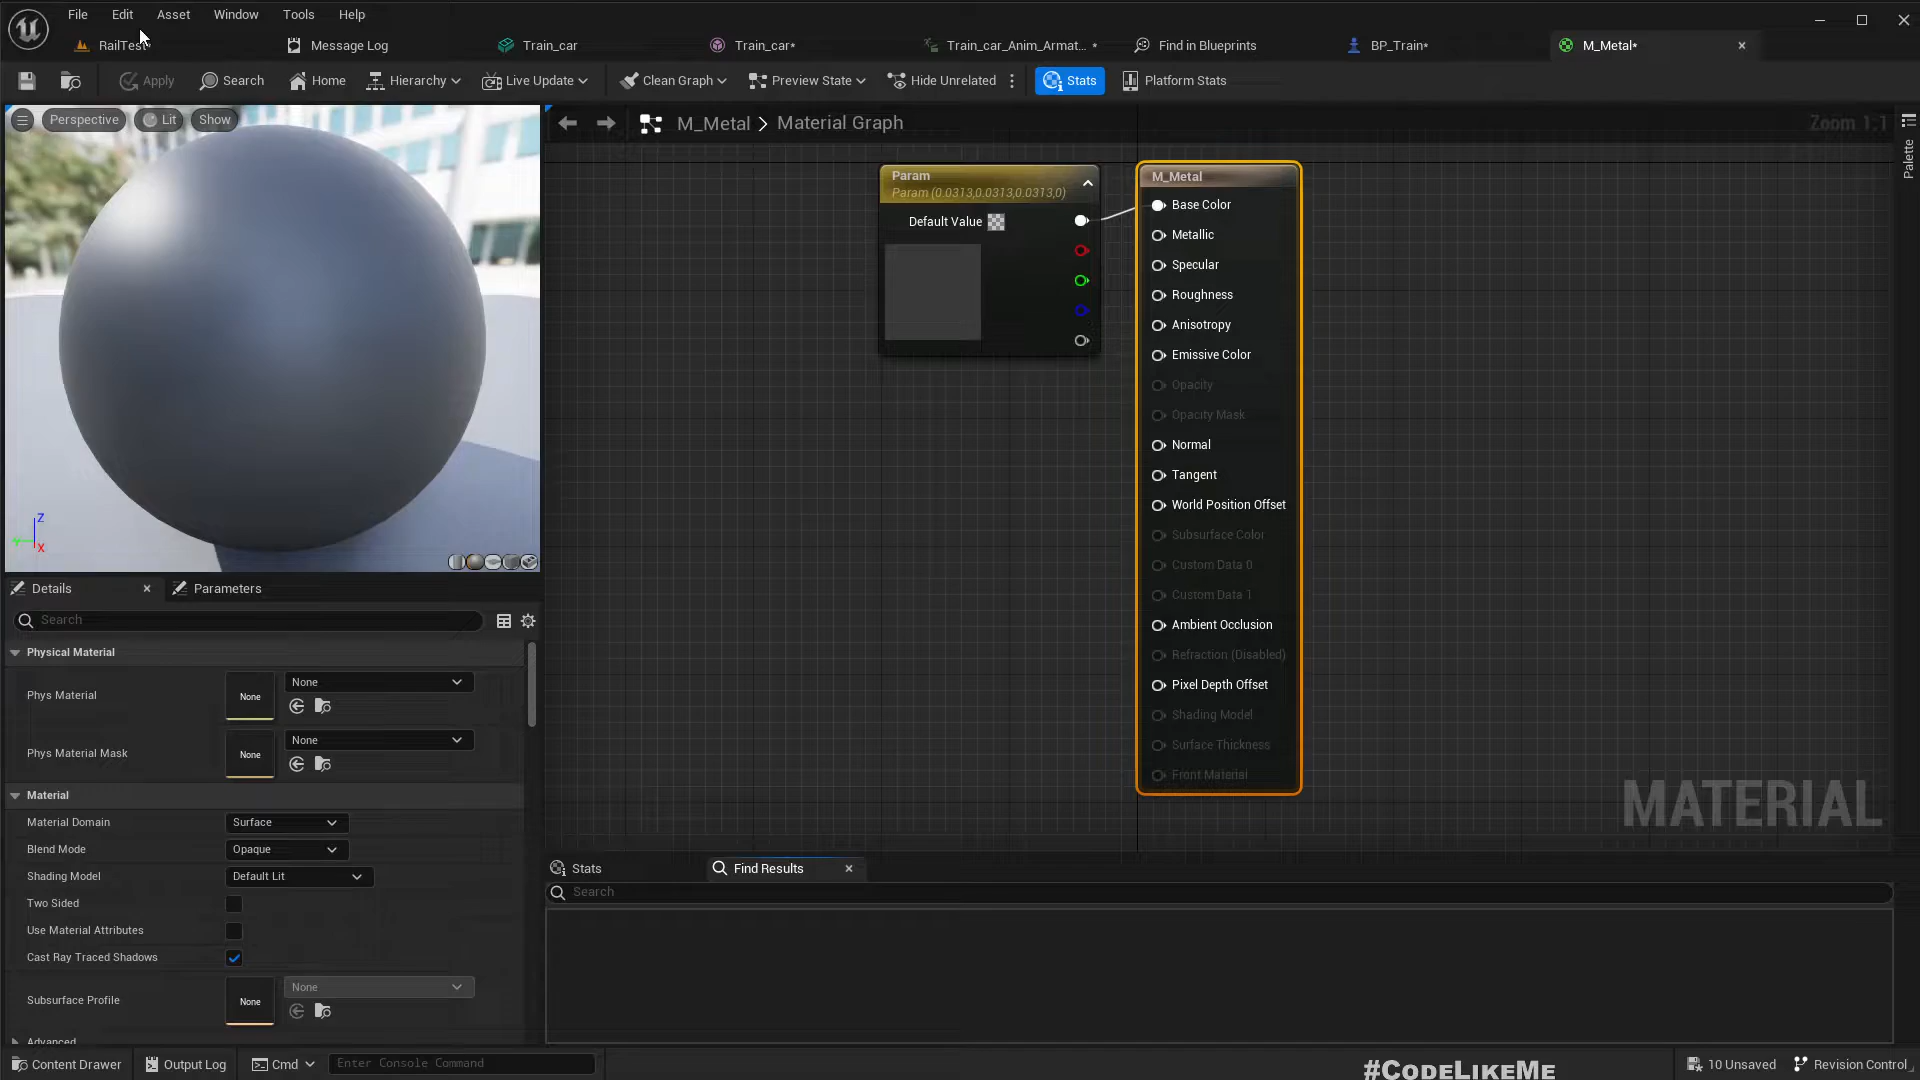 File Edit Asset Window Tools Help
RailTest Message Log Train_car Train_car* Train_car_Anim_Armat... * Find in Blueprints BP_Train* M_Metal*
Apply Search Home Hierarchy Live Update Clean Graph Preview State Hide Unrelated Stats Platform Stats
Perspective Lit Show
M_Metal > Material Graph
Zoom 1:1
Palette
Param
Param (0.0313,0.0313,0.0313,0)
Default Value
M_Metal
Base Color
Metallic
Specular
Roughness
Anisotropy
Emissive Color
Opacity
Opacity Mask
Normal
Tangent
World Position Offset
Subsurface Color
Custom Data 0
Custom Data 1
Ambient Occlusion
Refraction (Disabled)
Pixel Depth Offset
Shading Model
Surface Thickness
Front Material
MATERIAL
Z
Y
X
Details Parameters
Search
Physical Material
Phys Material None None
Phys Material Mask None None
Material
Material Domain Surface
Blend Mode Opaque
Shading Model Default Lit
Two Sided
Use Material Attributes
Cast Ray Traced Shadows
Subsurface Profile None None
Advanced
Stats Find Results
Search
Content Drawer Output Log Cmd Enter Console Command
#CODELIKEME
10 Unsaved Revision Control